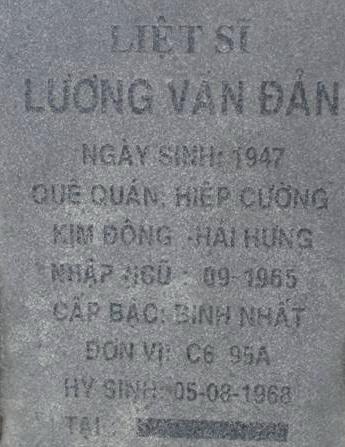 LIỆT SĨ
LƯƠNG VĂN ĐẢN
NGÀY SINH: 1947
QUÊ QUÁN: HIỆP CƯỜNG
KIM ĐỘNG -HẢI HƯNG
NHẬP NGŨ : 09-1965
CẤP BẬC: BINH NHẤT
ĐƠN VỊ: C6 95A
HY SINH: 05-08-1968
TẠI :